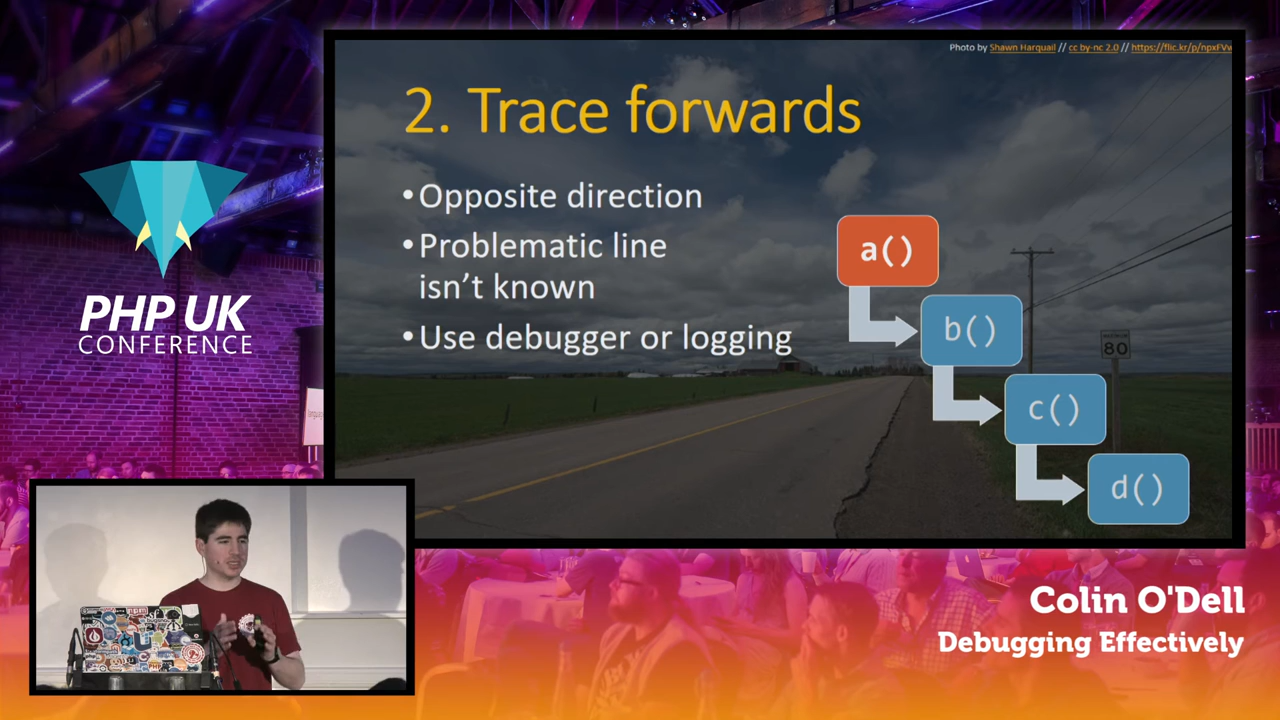 Photo by Shawn Harquail // cc by-nc 2.0 // https://flic.kr/p/npxFVw
2. Trace forwards
•Opposite direction
•Problematic line
isn't known
•Use debugger or logging
a()
b()
c()
d()
80
PHP UK
CONFERENCE
Colin O'Dell
Debugging Effectively